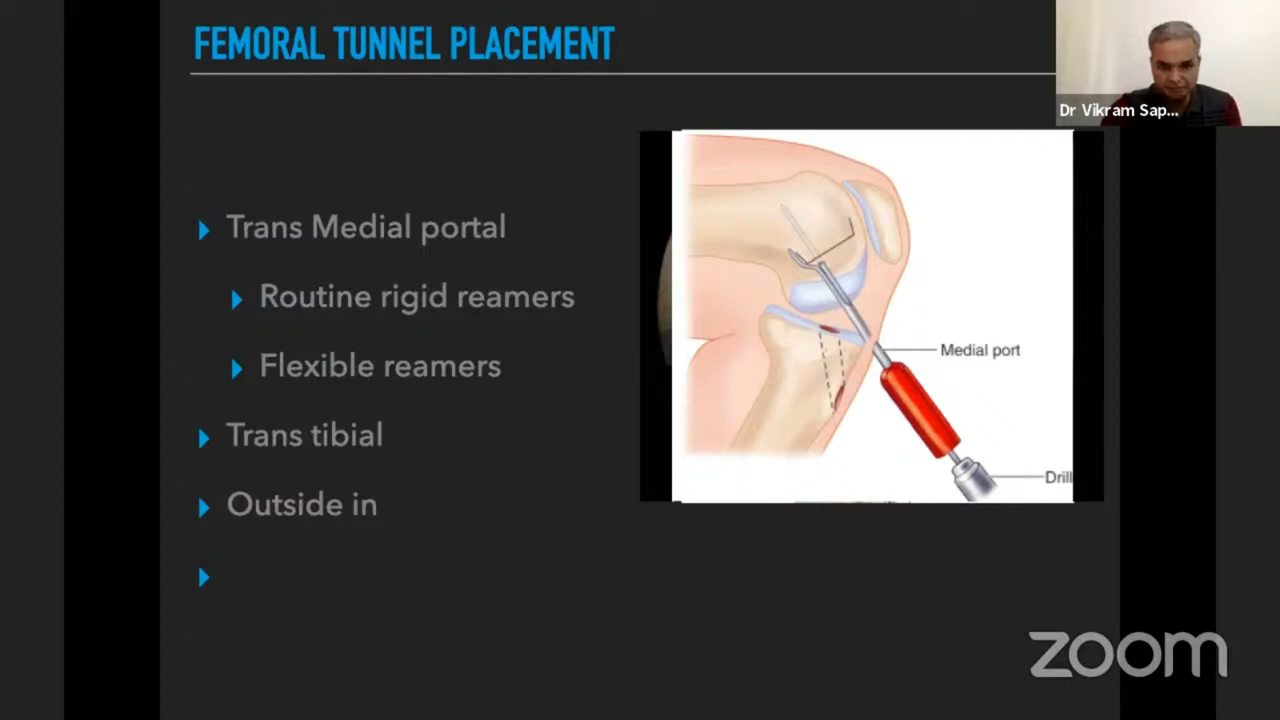 FEMORAL TUNNEL PLACEMENT
Dr Vikram Sap...
Trans Medial portal
Routine rigid reamers
Flexible reamers
Trans tibial
Outside in
Medial port
Drill
zoom